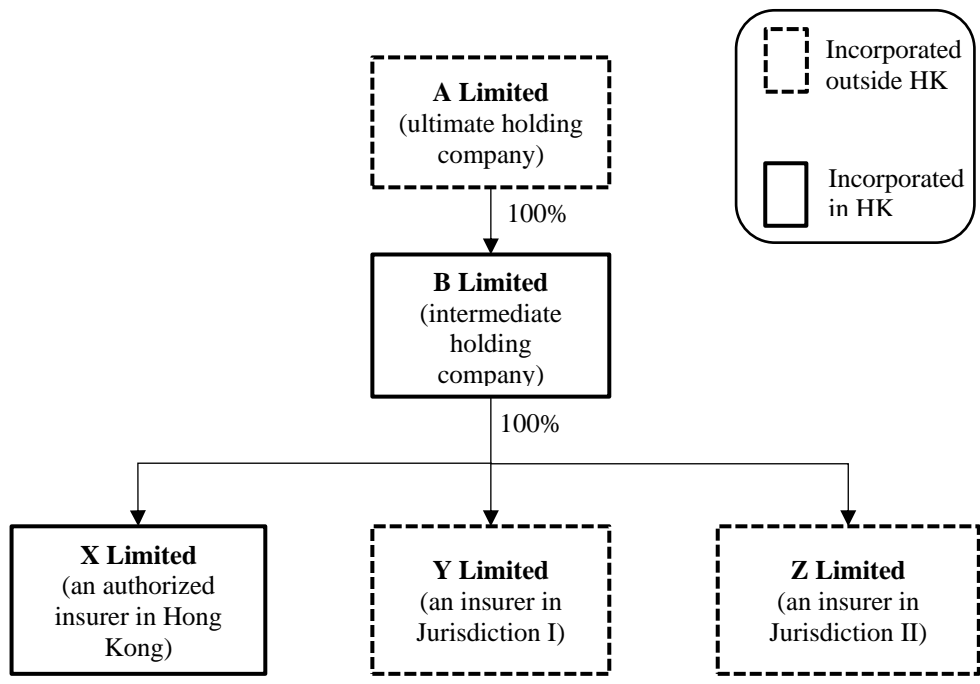 Incorporated
outside HK
Incorporated
in HK
A Limited
(ultimate holding
company)
100%
B Limited
(intermediate
holding
company)
100%
X Limited
(an authorized
insurer in Hong
Kong)
Y Limited
(an insurer in
Jurisdiction I)
Z Limited
(an insurer in
Jurisdiction II)